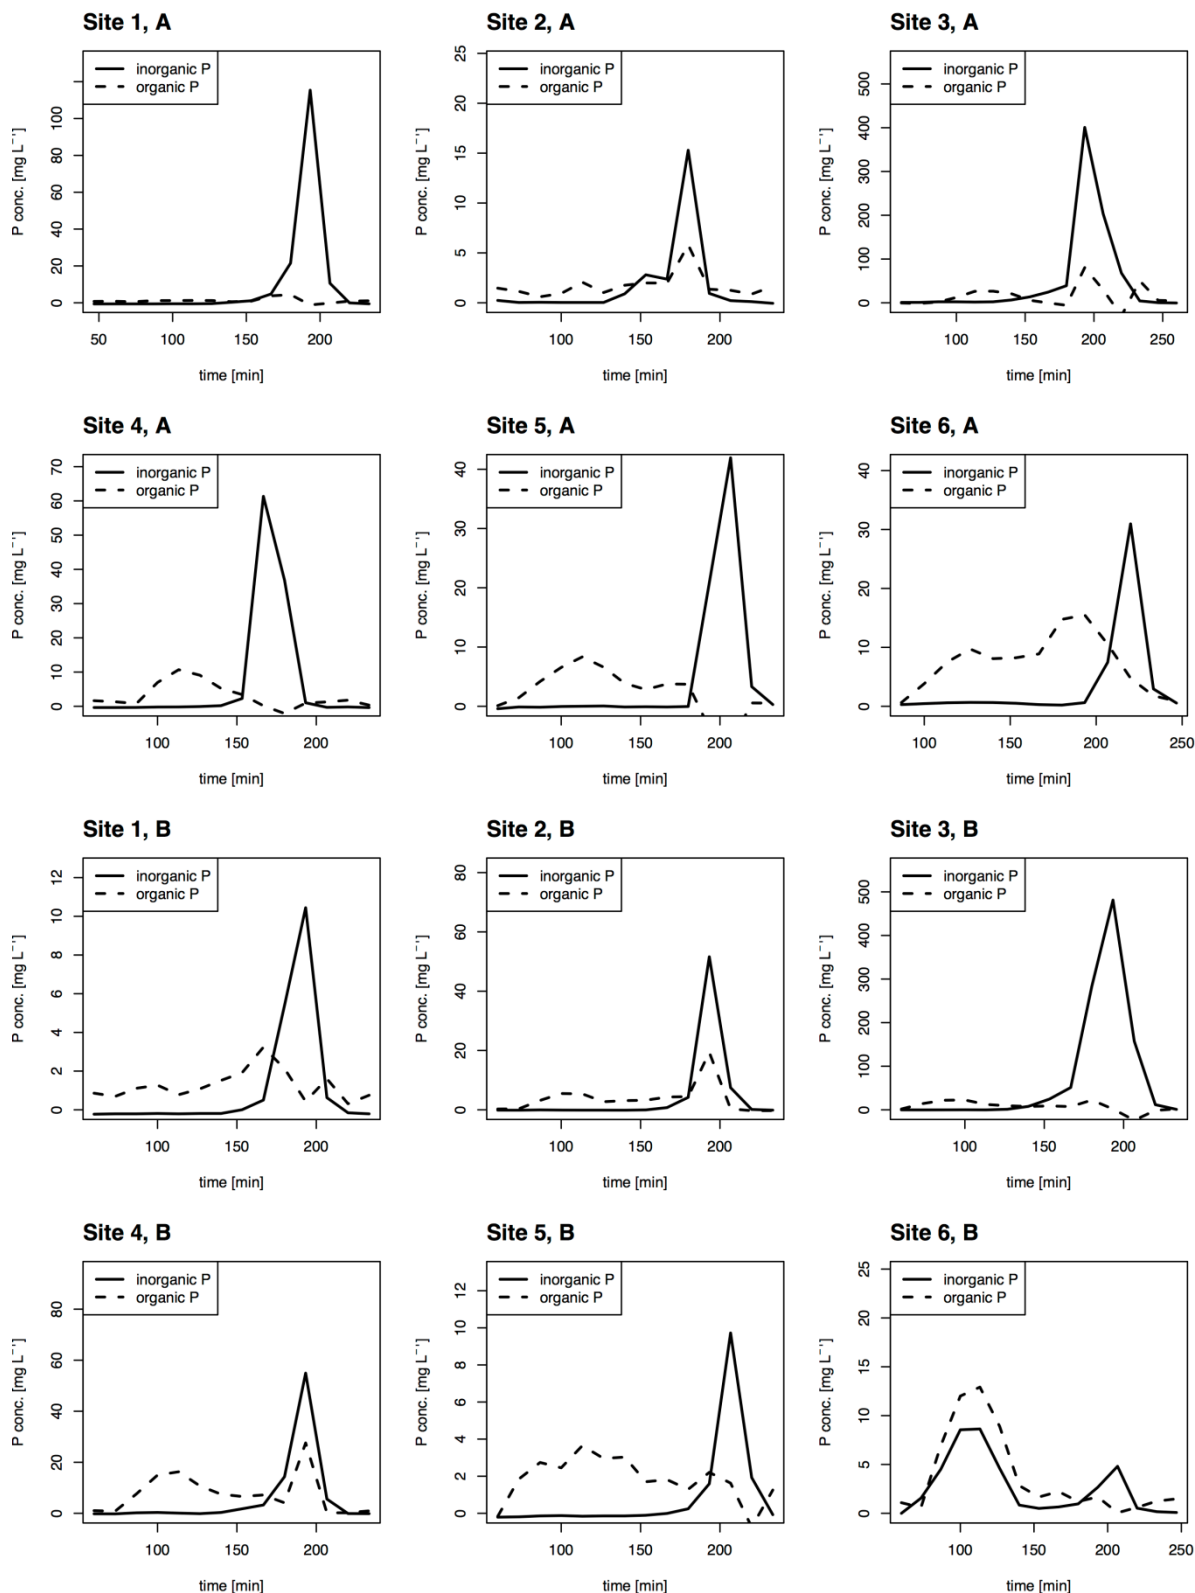 Site 1, A
Site 2, A
Site 3, A
inorganic P
organic P
inorganic P
organic P
inorganic P
organic P
P conc. [mg L⁻¹]
0 20 40 60 80 100
P conc. [mg L⁻¹]
0 5 10 15 20 25
P conc. [mg L⁻¹]
0 100 200 300 400 500
50 100 150 200
100 150 200
100 150 200 250
time [min]
time [min]
time [min]
Site 4, A
Site 5, A
Site 6, A
inorganic P
organic P
inorganic P
organic P
inorganic P
organic P
P conc. [mg L⁻¹]
0 10 20 30 40 50 60 70
P conc. [mg L⁻¹]
0 10 20 30 40
P conc. [mg L⁻¹]
0 10 20 30 40
100 150 200
100 150 200
100 150 200 250
time [min]
time [min]
time [min]
Site 1, B
Site 2, B
Site 3, B
inorganic P
organic P
inorganic P
organic P
inorganic P
organic P
P conc. [mg L⁻¹]
0 2 4 6 8 10 12
P conc. [mg L⁻¹]
0 20 40 60 80
P conc. [mg L⁻¹]
0 100 200 300 400 500
100 150 200
100 150 200
100 150 200
time [min]
time [min]
time [min]
Site 4, B
Site 5, B
Site 6, B
inorganic P
organic P
inorganic P
organic P
inorganic P
organic P
P conc. [mg L⁻¹]
0 20 40 60 80
P conc. [mg L⁻¹]
0 2 4 6 8 10 12
P conc. [mg L⁻¹]
0 5 10 15 20 25
100 150 200
100 150 200
100 150 200 250
time [min]
time [min]
time [min]